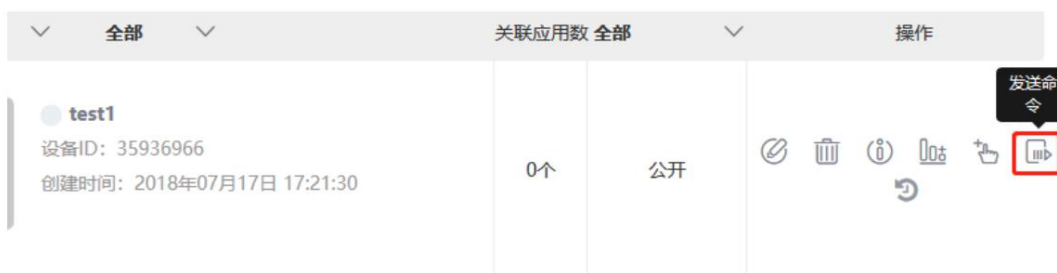 全部 关联应用数 全部 操作
发送命
令
test1
设备ID：35936966
创建时间：2018年07月17日 17:21:30
0个 公开